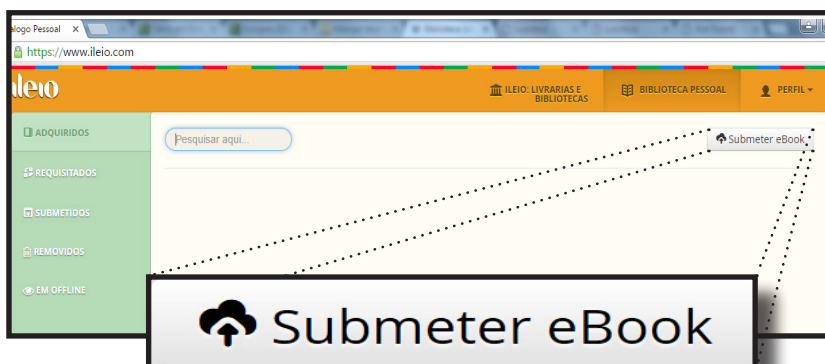 alogo Pessoal x
https://www.ileio.com
ileio
ILEIO: LIVRARIAS E
BIBLIOTECAS
BIBLIOTECA PESSOAL
PERFIL
ADQUIRIDOS
Pesquisar aqui...
Submeter eBook
REQUISITADOS
SUBMETIDOS
REMOVIDOS
EM OFFLINE
Submeter eBook